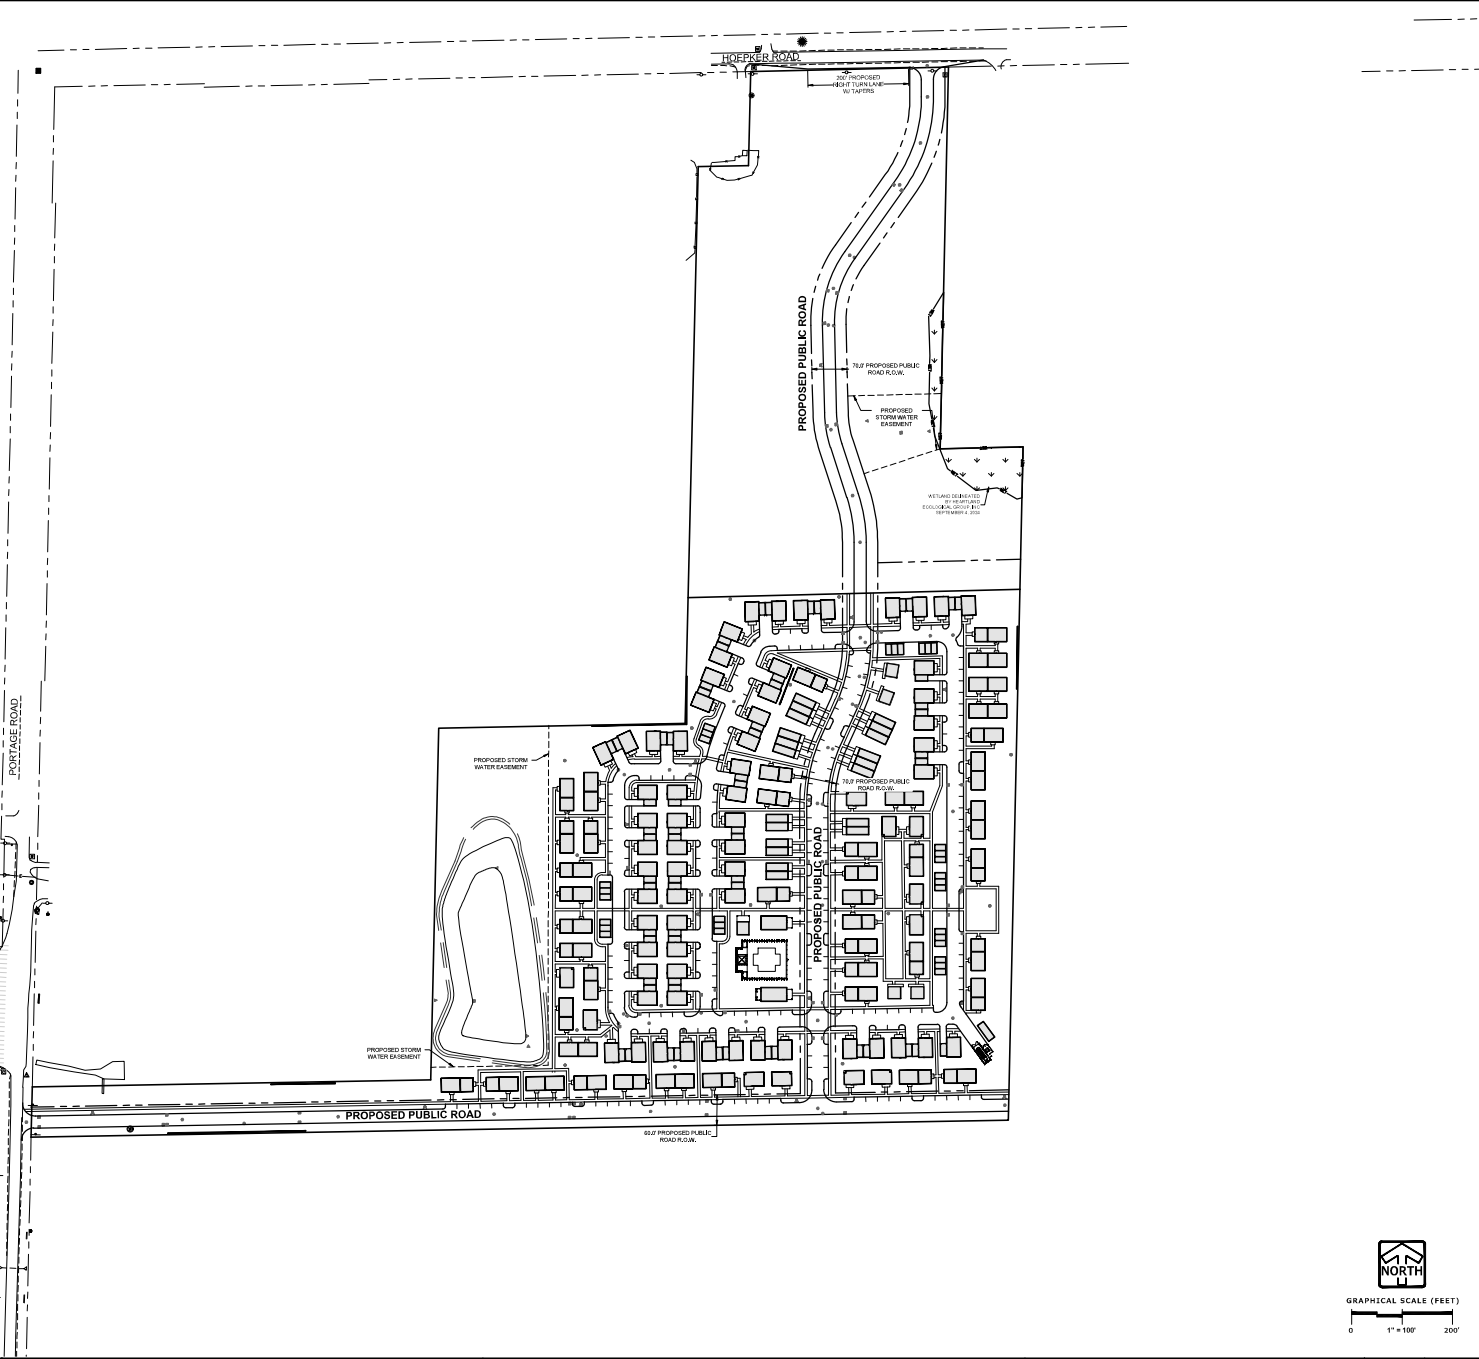 HOEPKER ROAD
200' PROPOSED
RIGHT TURN LANE
W/ TAPERS
PROPOSED PUBLIC ROAD
70.0' PROPOSED PUBLIC
ROAD R.O.W.
PROPOSED
STORM WATER
EASEMENT
WETLAND DELINEATED
BY HEARTLAND
ECOLOGICAL GROUP, INC
SEPTEMBER 4, 2024
PORTAGE ROAD
PROPOSED STORM
WATER EASEMENT
70.0' PROPOSED PUBLIC
ROAD R.O.W.
PROPOSED PUBLIC ROAD
PROPOSED STORM
WATER EASEMENT
PROPOSED PUBLIC ROAD
60.0' PROPOSED PUBLIC
ROAD R.O.W.
NORTH
GRAPHICAL SCALE (FEET)
0 1" = 100' 200'